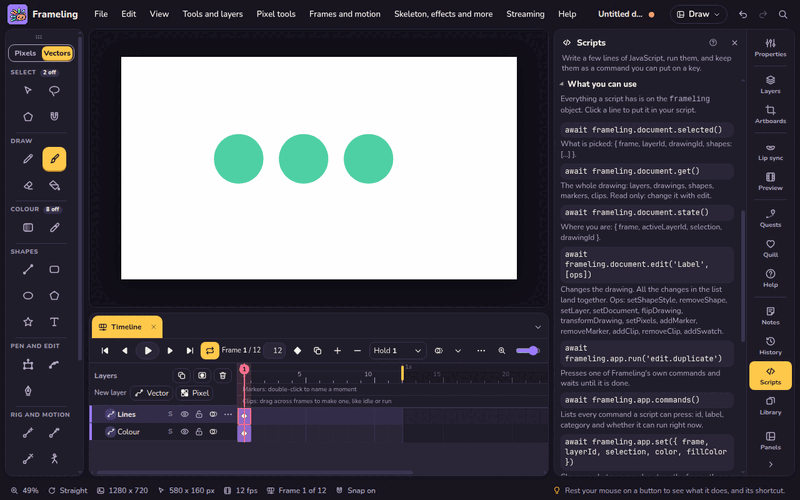 Frameling
File Edit View Tools and layers Pixel tools Frames and motion Skeleton, effects and more Streaming Help
Untitled d...
Draw
Pixels Vectors
SELECT 2 off
DRAW
COLOUR 8 off
SHAPES
PEN AND EDIT
RIG AND MOTION
Timeline
Frame 1 / 12 12
Hold 1
Layers
New layer Vector Pixel
1 5 10 1s 15 20
Markers: double-click to name a moment
Clips: drag across frames to make one, like idle or run
Lines S
Colour S
Scripts
Write a few lines of JavaScript, run them, and keep
them as a command you can put on a key.
What you can use
Everything a script has is on the frameling
object. Click a line to put it in your script.
await frameling.document.selected()
What is picked: { frame, layerId, drawingId, shapes:
[...] }.
await frameling.document.get()
The whole drawing: layers, drawings, shapes,
markers, clips. Read only: change it with edit.
await frameling.document.state()
Where you are: { frame, activeLayerId, selection,
drawingId }.
await
frameling.document.edit('Label',
[ops])
Changes the drawing. All the changes in the list
land together. Ops: setShapeStyle, removeShape,
setLayer, setDocument, flipDrawing,
transformDrawing, setPixels, addMarker,
removeMarker, addClip, removeClip, addSwatch.
await
frameling.app.run('edit.duplicate')
Presses one of Frameling's own commands and
waits until it is done.
await frameling.app.commands()
Lists every command a script can press: id, label,
category and whether it can run right now.
await frameling.app.set({ frame,
layerId, selection, color, fillColor
})
Properties
Layers
Artboards
Lip sync
Preview
Quests
Quill
Help
Notes
History
Scripts
Library
Panels
49% Straight 1280 x 720 580 x 160 px 12 fps Frame 1 of 12 Snap on
Rest your mouse on a button to see what it does, and its shortcut.